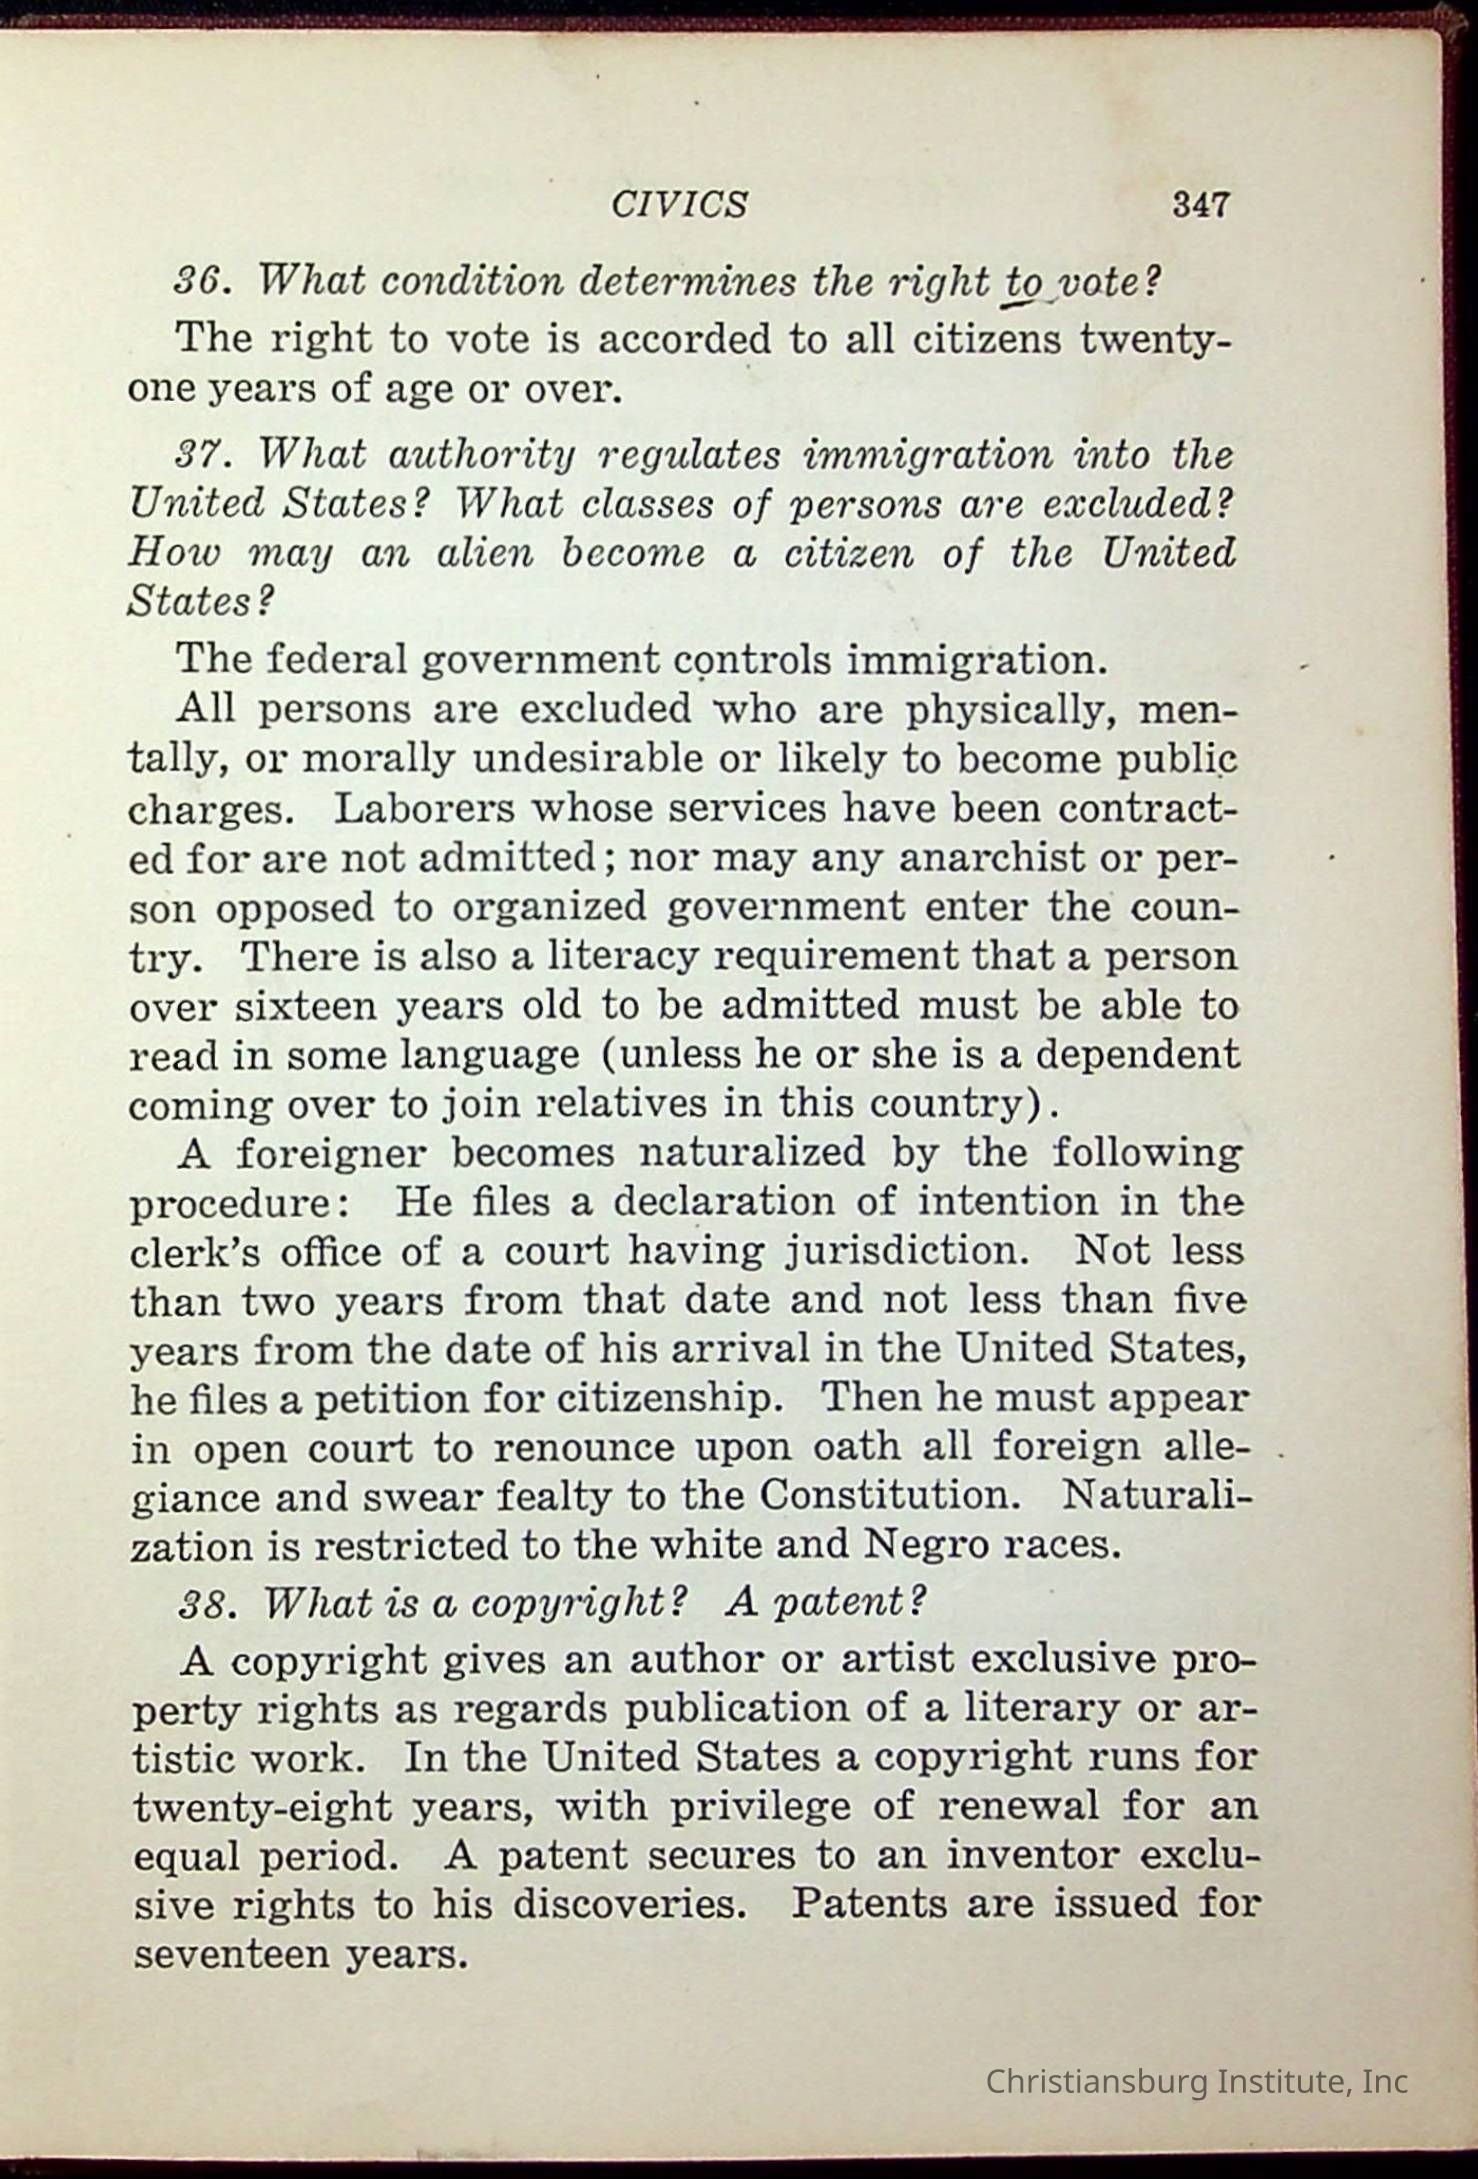 CIVICS 347
36. What condition determines the right to vote?
The right to vote is accorded to all citizens twenty-
one years of age or over.
37. What authority regulates immigration into the
United States? What classes of persons are excluded?
How may an alien become a citizen of the United
States?
The federal government controls immigration.
All persons are excluded who are physically, men-
tally, or morally undesirable or likely to become public
charges. Laborers whose services have been contract-
ed for are not admitted; nor may any anarchist or per-
son opposed to organized government enter the coun-
try. There is also a literacy requirement that a person
over sixteen years old to be admitted must be able to
read in some language (unless he or she is a dependent
coming over to join relatives in this country).
A foreigner becomes naturalized by the following
procedure: He files a declaration of intention in the
clerk's office of a court having jurisdiction. Not less
than two years from that date and not less than five
years from the date of his arrival in the United States,
he files a petition for citizenship. Then he must appear
in open court to renounce upon oath all foreign alle-
giance and swear fealty to the Constitution. Naturali-
zation is restricted to the white and Negro races.
38. What is a copyright? A patent?
A copyright gives an author or artist exclusive pro-
perty rights as regards publication of a literary or ar-
tistic work. In the United States a copyright runs for
twenty-eight years, with privilege of renewal for an
equal period. A patent secures to an inventor exclu-
sive rights to his discoveries. Patents are issued for
seventeen years.
Christiansburg Institute, Inc